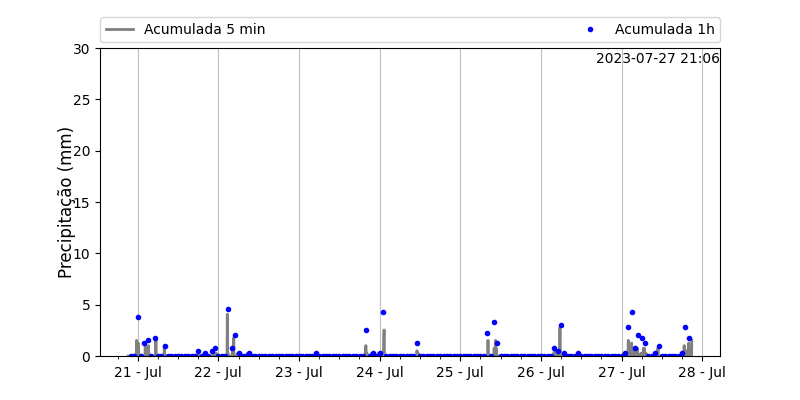 Acumulada 5 min
Acumulada 1h
2023-07-27 21:06
Precipitação (mm)
30
25
20
15
10
5
0
21 - Jul
22 - Jul
23 - Jul
24 - Jul
25 - Jul
26 - Jul
27 - Jul
28 - Jul